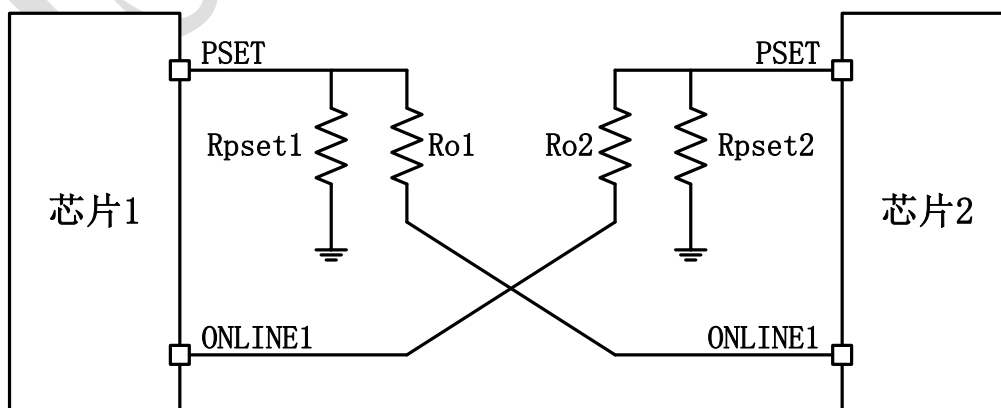 PSET
PSET
Rpset1
Ro1
Ro2
Rpset2
芯片1
芯片2
ONLINE1
ONLINE1